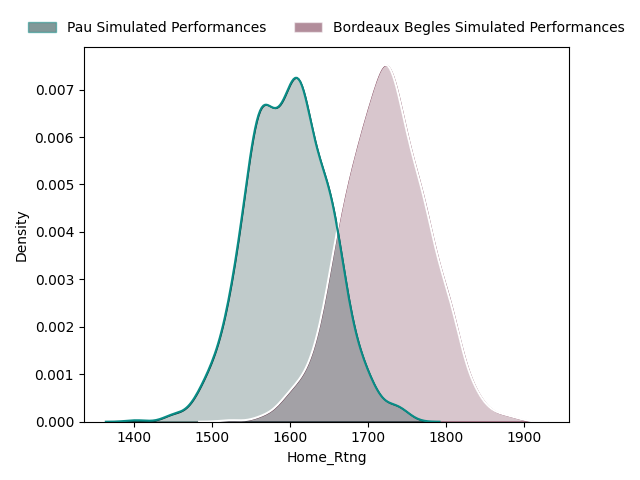 Pau Simulated Performances Bordeaux Begles Simulated Performances
0.007
0.006
0.005
0.004
0.003
0.002
0.001
0.000
Density
1400 1500 1600 1700 1800 1900
Home_Rtng